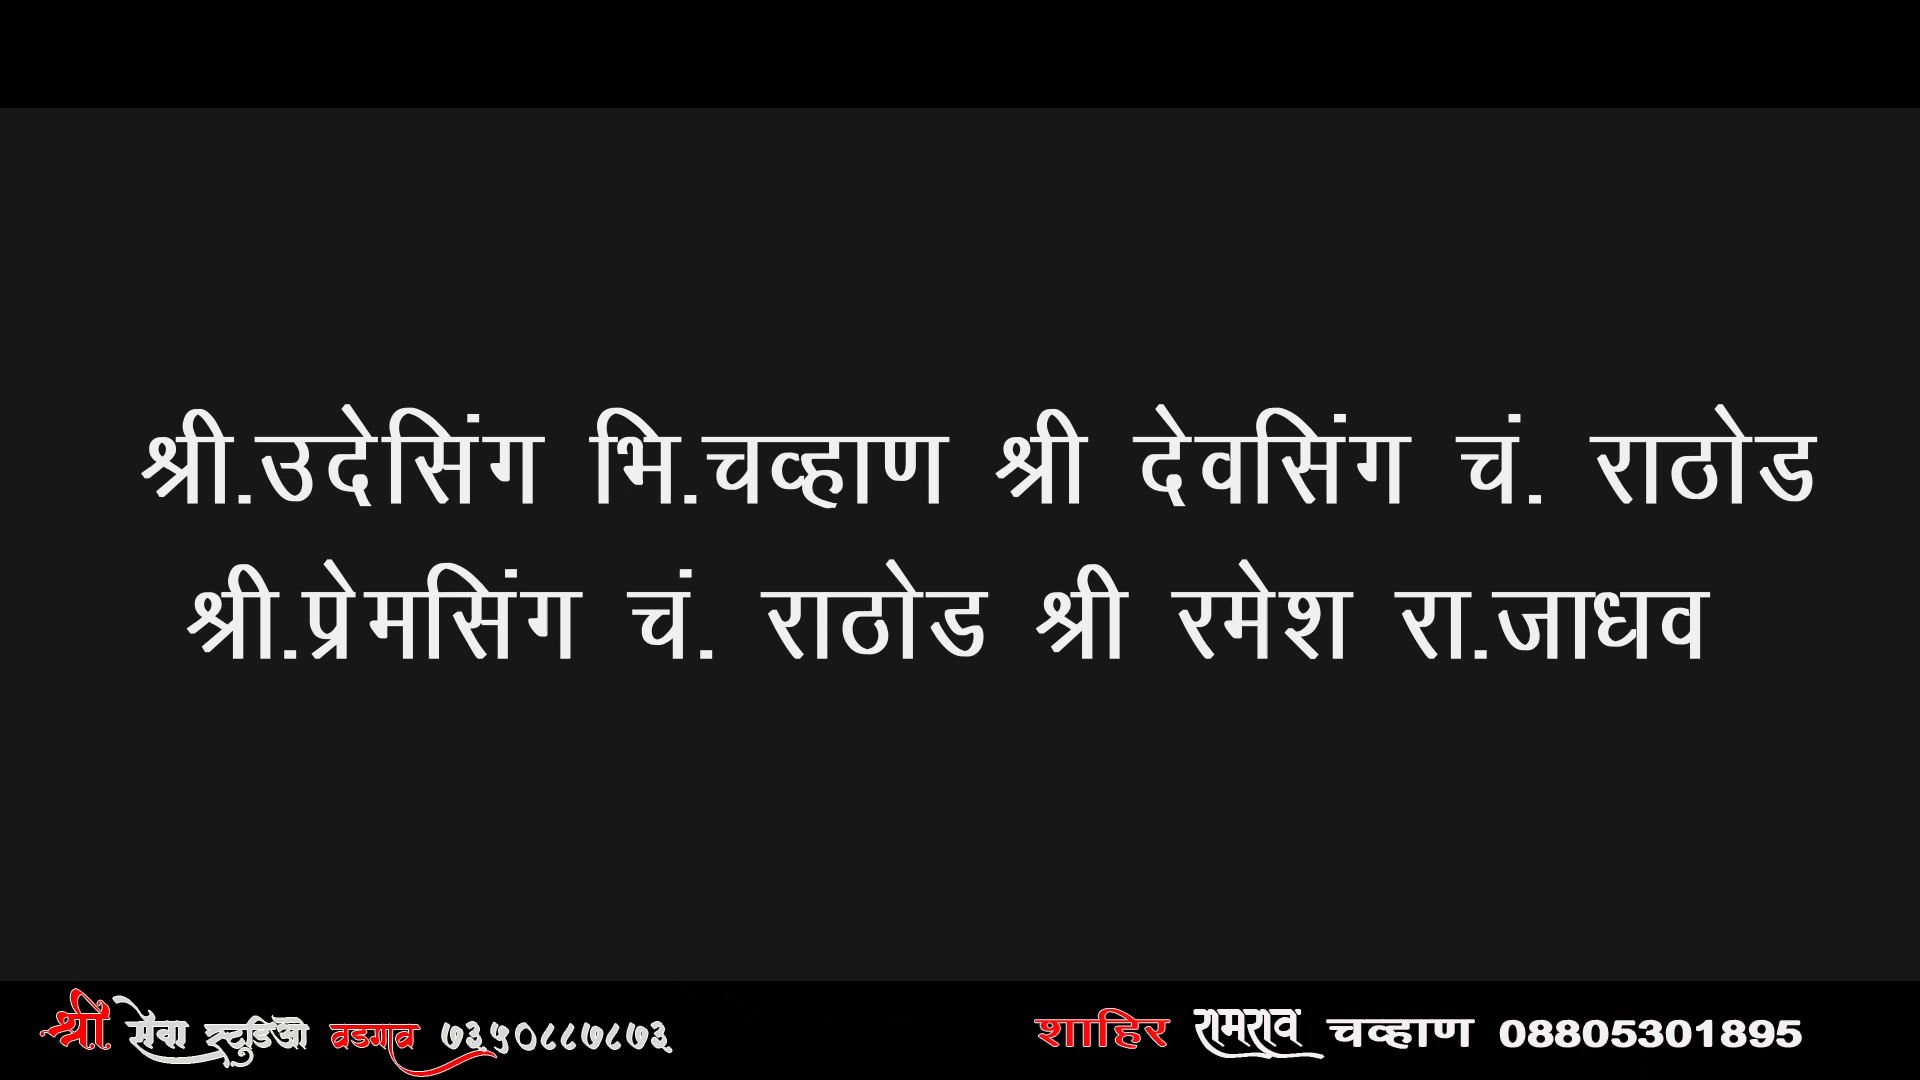 श्री.उदेसिंग भि.चव्हाण श्री देवसिंग चं. राठोड
श्री.प्रेमसिंग चं. राठोड श्री रमेश रा.जाधव
श्री सेवा स्टुडिओ वडगाव ७३५०८८७८७३
शाहिर रामराव चव्हाण 08805301895